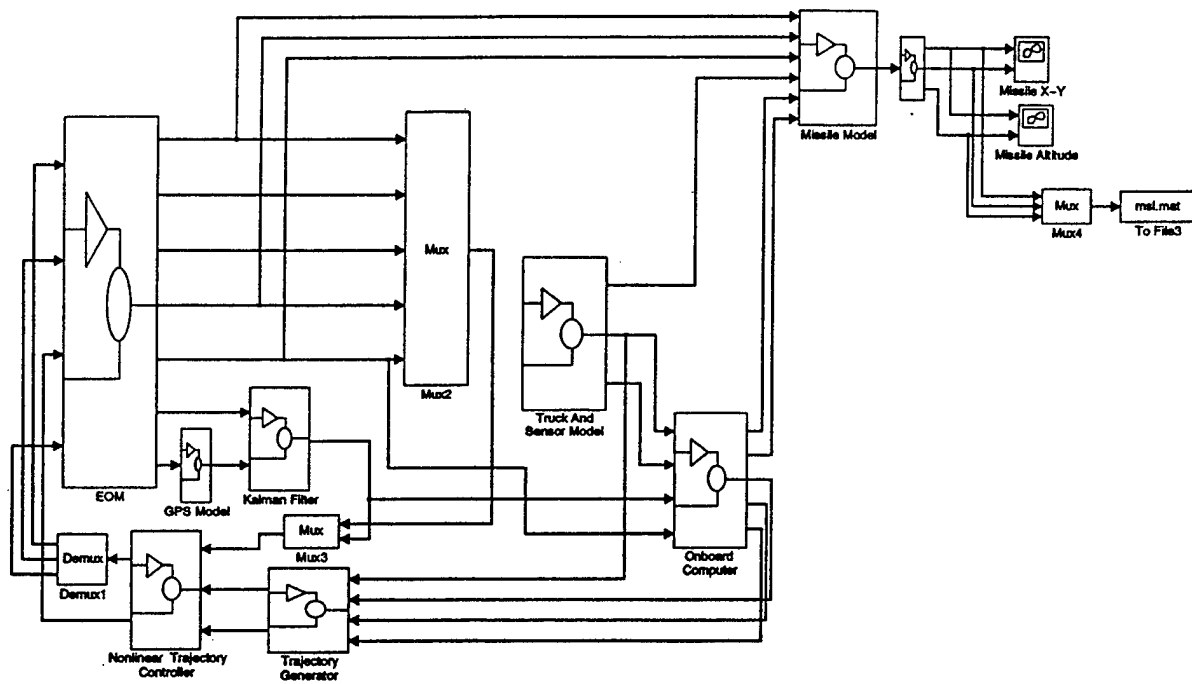 Missile X-Y
Missile Model
Missile Altitude
Mux
Mux4
msl.mat
To File3
Mux
Mux2
Truck And
Sensor Model
EOM
GPS Model
Kalman Filter
Mux
Mux3
Onboard
Computer
Demux
Demux1
Nonlinear Trajectory
Controller
Trajectory
Generator